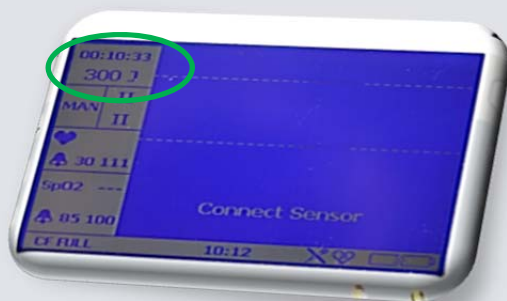 00:10:33
300 J
II
MAN II
30 111
SpO2 ---
85 100
Connect Sensor
CF FULL 10:12